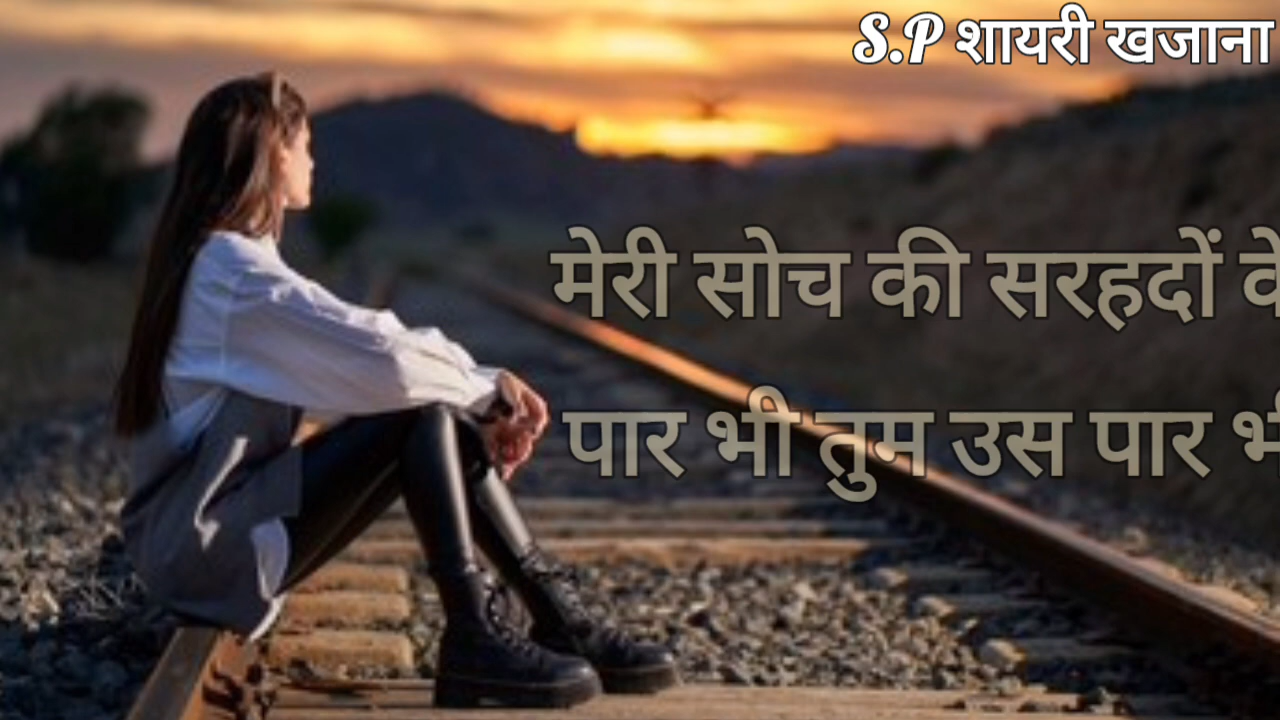 S.P शायरी खजाना
मेरी सोच की सरहदों के
पार भी तुम उस पार भी